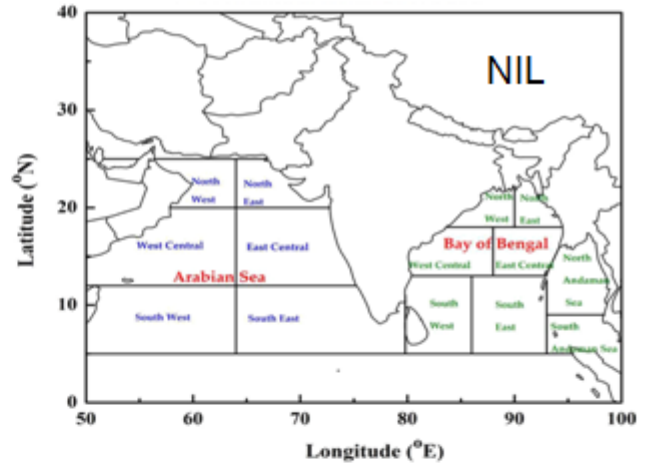 40
NIL
30
Latitude (°N)
North
West
North
East
North
West
North
East
20
West Central
East Central
Bay of Bengal
Arabian Sea
West Central
East Central
North
Andaman
Sea
10
South West
South East
South
West
South
East
South
Andaman Sea
0
50 60 70 80 90 100
Longitude (°E)